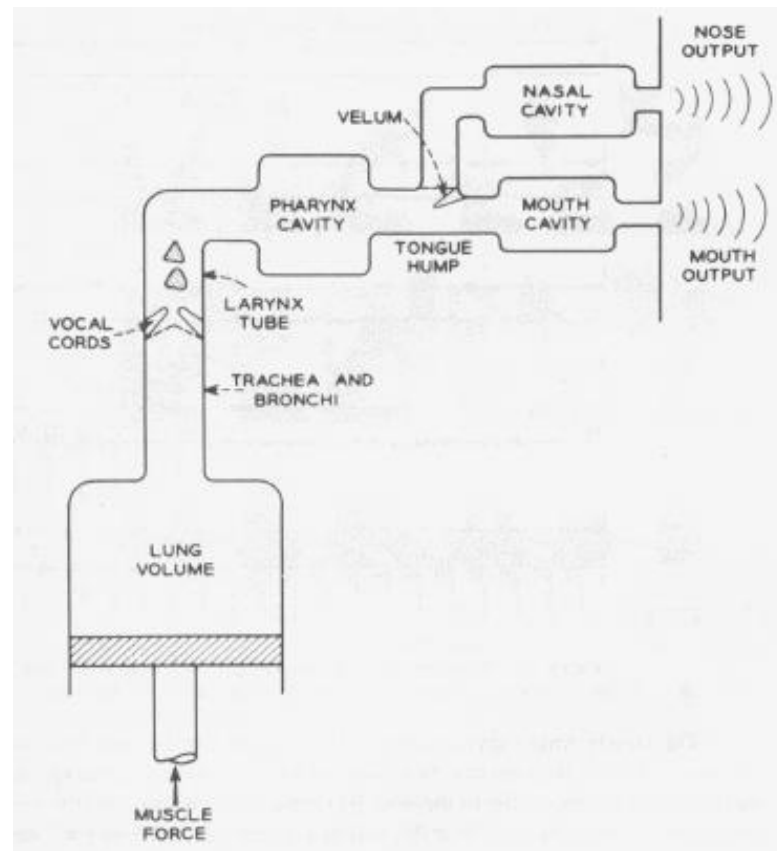 NOSE
OUTPUT
NASAL
CAVITY
VELUM
PHARYNX
CAVITY
MOUTH
CAVITY
TONGUE
HUMP
MOUTH
OUTPUT
LARYNX
TUBE
VOCAL
CORDS
TRACHEA AND
BRONCHI
LUNG
VOLUME
MUSCLE
FORCE